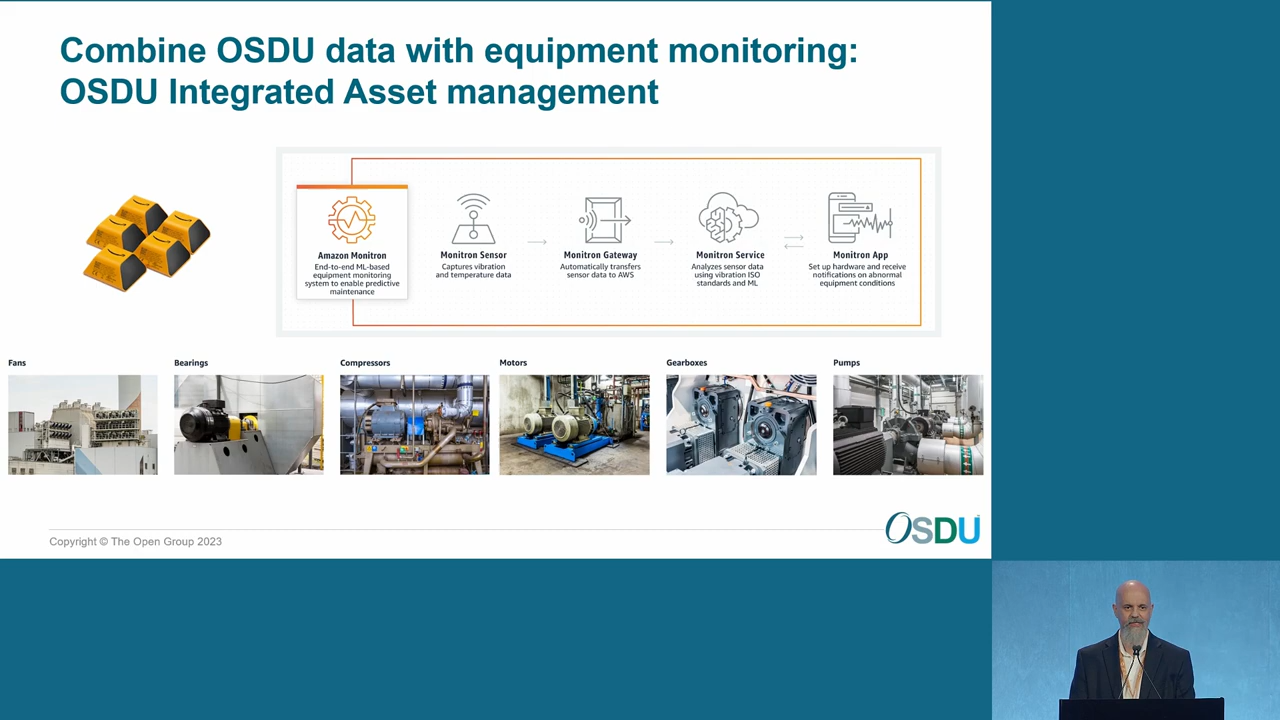 Combine OSDU data with equipment monitoring:
OSDU Integrated Asset management
Amazon Monitron
End-to-end ML-based
equipment monitoring
system to enable predictive
maintenance
Monitron Sensor
Captures vibration
and temperature data
Monitron Gateway
Automatically transfers
sensor data to AWS
Monitron Service
Analyzes sensor data
using vibration ISO
standards and ML
Monitron App
Set up hardware and receive
notifications on abnormal
equipment conditions
Fans
Bearings
Compressors
Motors
Gearboxes
Pumps
Copyright © The Open Group 2023
OSDU